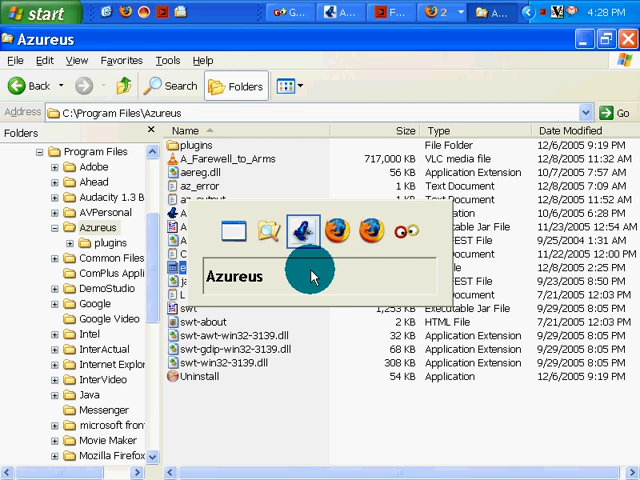 start
G...
A...
F...
2
A...
4:28 PM
Azureus
File Edit View Favorites Tools Help
Back Search Folders
Address C:\Program Files\Azureus Go
Folders
Name Size Type Date Modified
Program Files
Adobe
Ahead
Audacity 1.3 B
AVPersonal
Azureus
plugins
Common Files
ComPlus Appli
DemoStudio
Google
Google Video
Intel
InterActual
Internet Explor
InterVideo
Java
Messenger
microsoft fron
Movie Maker
Mozilla Firefox
plugins File Folder 12/6/2005 9:19 PM
A_Farewell_to_Arms 717,000 KB VLC media file 12/8/2005 11:32 AM
aereg.dll 56 KB Application Extension 10/7/2005 7:57 AM
az_error 1 KB Text Document 12/8/2005 7:09 AM
az_output 1 KB Text Document 12/8/2005 11:52 AM
10/6/2005 6:28 PM
Jar File 11/23/2005 12:54 AM
FEST File 9/25/2004 1:31 AM
cument 11/22/2005 12:00 PM
12/8/2005 2:25 PM
FEST File 9/23/2005 8:50 PM
cument 7/21/2005 12:03 PM
Azureus
swt 1,253 KB Executable Jar File 9/29/2005 8:05 PM
swt-about 2 KB HTML File 7/21/2005 12:03 PM
swt-awt-win32-3139.dll 32 KB Application Extension 9/29/2005 8:05 PM
swt-gdip-win32-3139.dll 68 KB Application Extension 9/29/2005 8:05 PM
swt-win32-3139.dll 308 KB Application Extension 9/29/2005 8:05 PM
Uninstall 54 KB Application 12/6/2005 9:19 PM